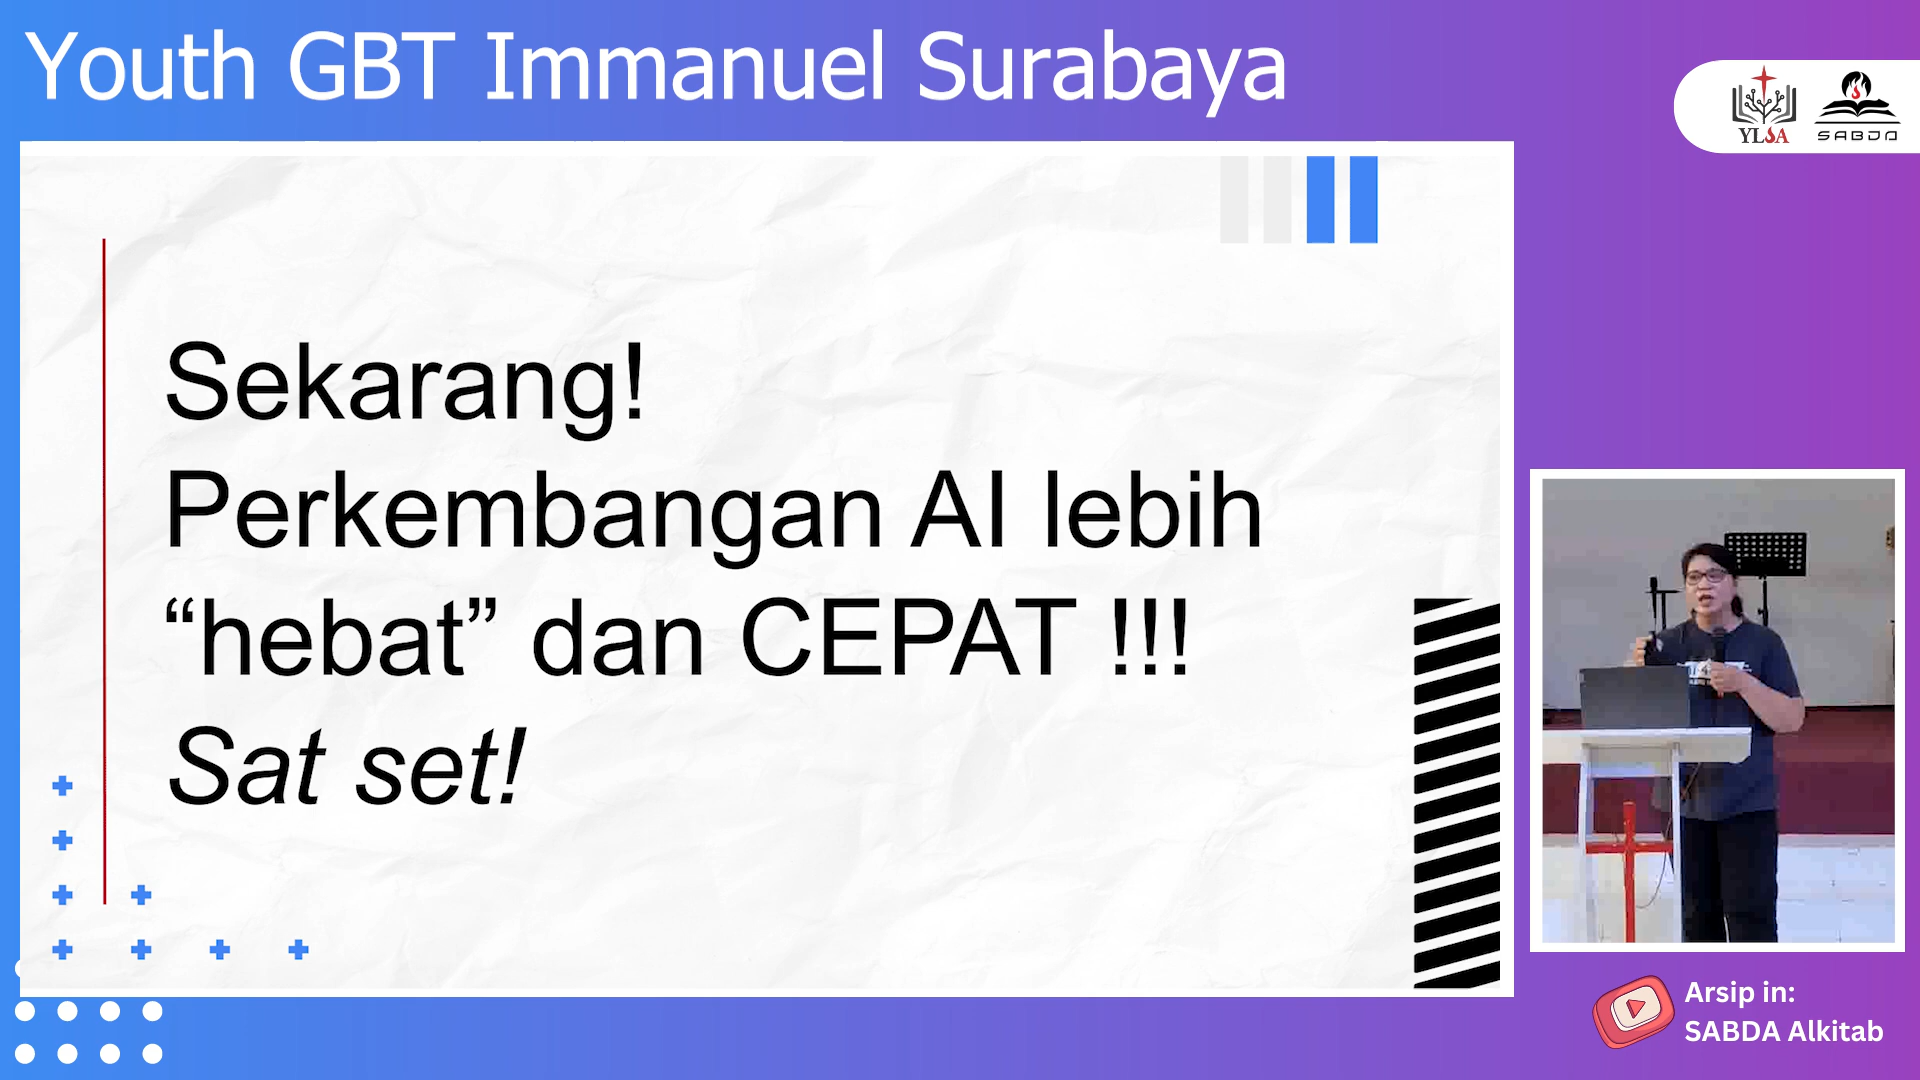 Youth GBT Immanuel Surabaya
YLSA
SABDA
Sekarang!
Perkembangan AI lebih
“hebat” dan CEPAT !!!
Sat set!
Arsip in:
SABDA Alkitab